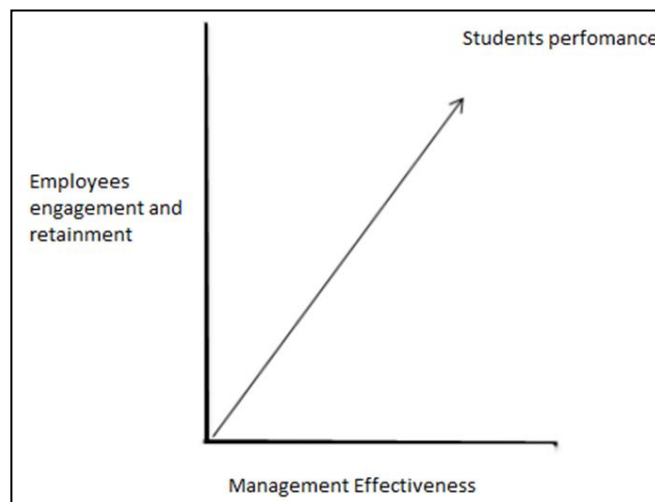 Students perfomance
Employees
engagement and
retainment
Management Effectiveness